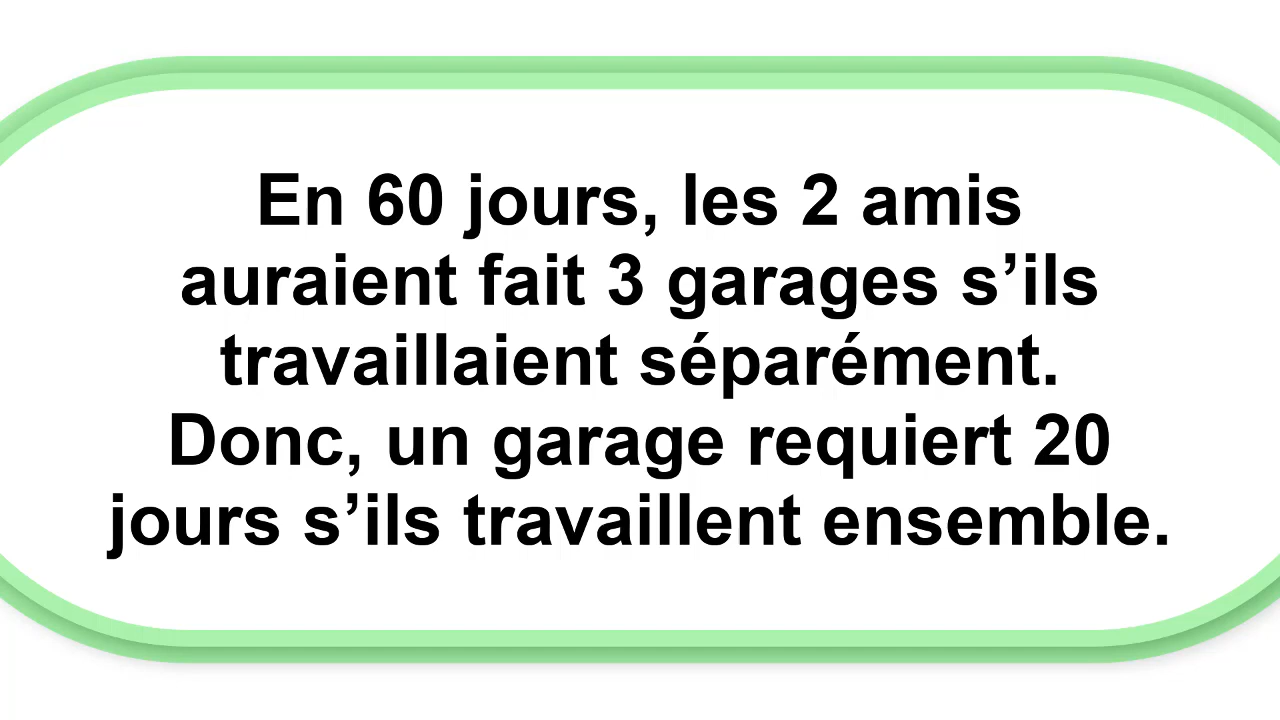 En 60 jours, les 2 amis
auraient fait 3 garages s’ils
travaillaient séparément.
Donc, un garage requiert 20
jours s’ils travaillent ensemble.